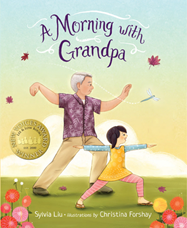 A Morning with
Grandpa
Sylvia Liu illustrations by Christina Forshay